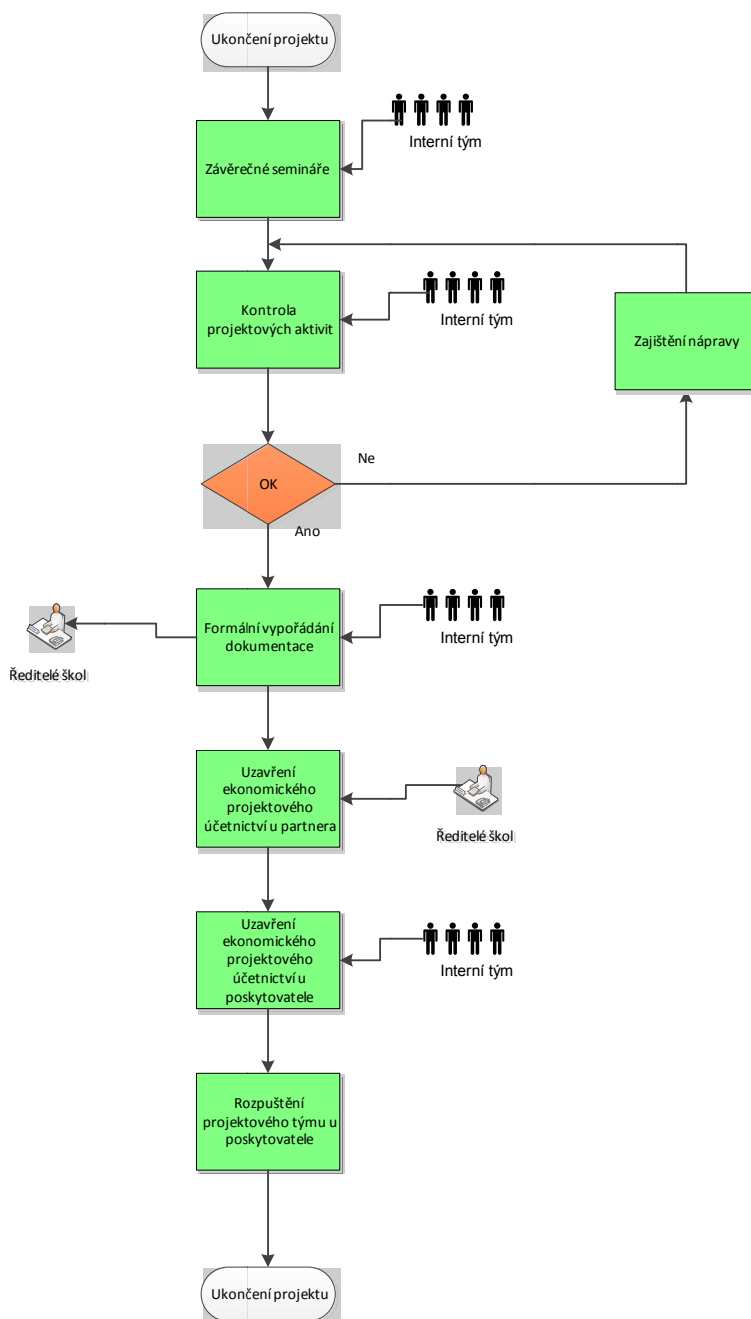 Ukončení projektu
Interní tým
Závěrečné semináře
Kontrola
projektových aktivit
Interní tým
Zajištění nápravy
Ne
OK
Ano
Formální vypořádání
dokumentace
Interní tým
Ředitelé škol
Uzavření
ekonomického
projektového
účetnictví u partnera
Ředitelé škol
Uzavření
ekonomického
projektového
účetnictví u
poskytovatele
Interní tým
Rozpuštění
projektového týmu u
poskytovatele
Ukončení projektu